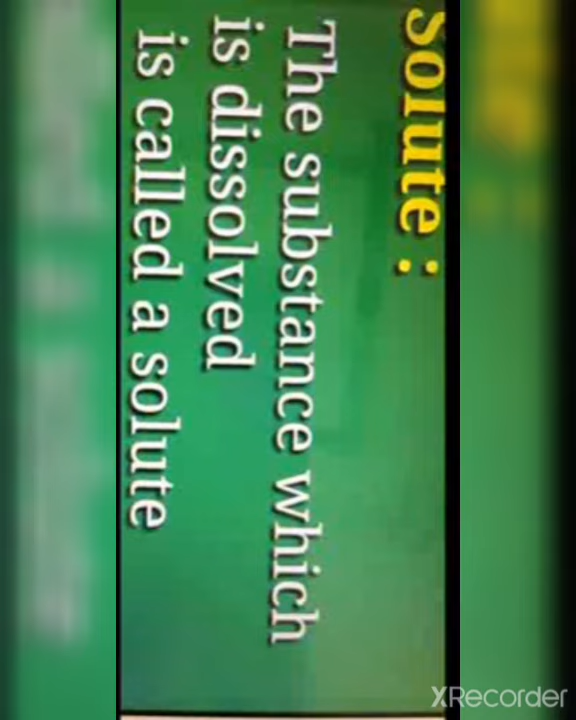 Solute :
The substance which
is dissolved
is called a solute
XRecorder